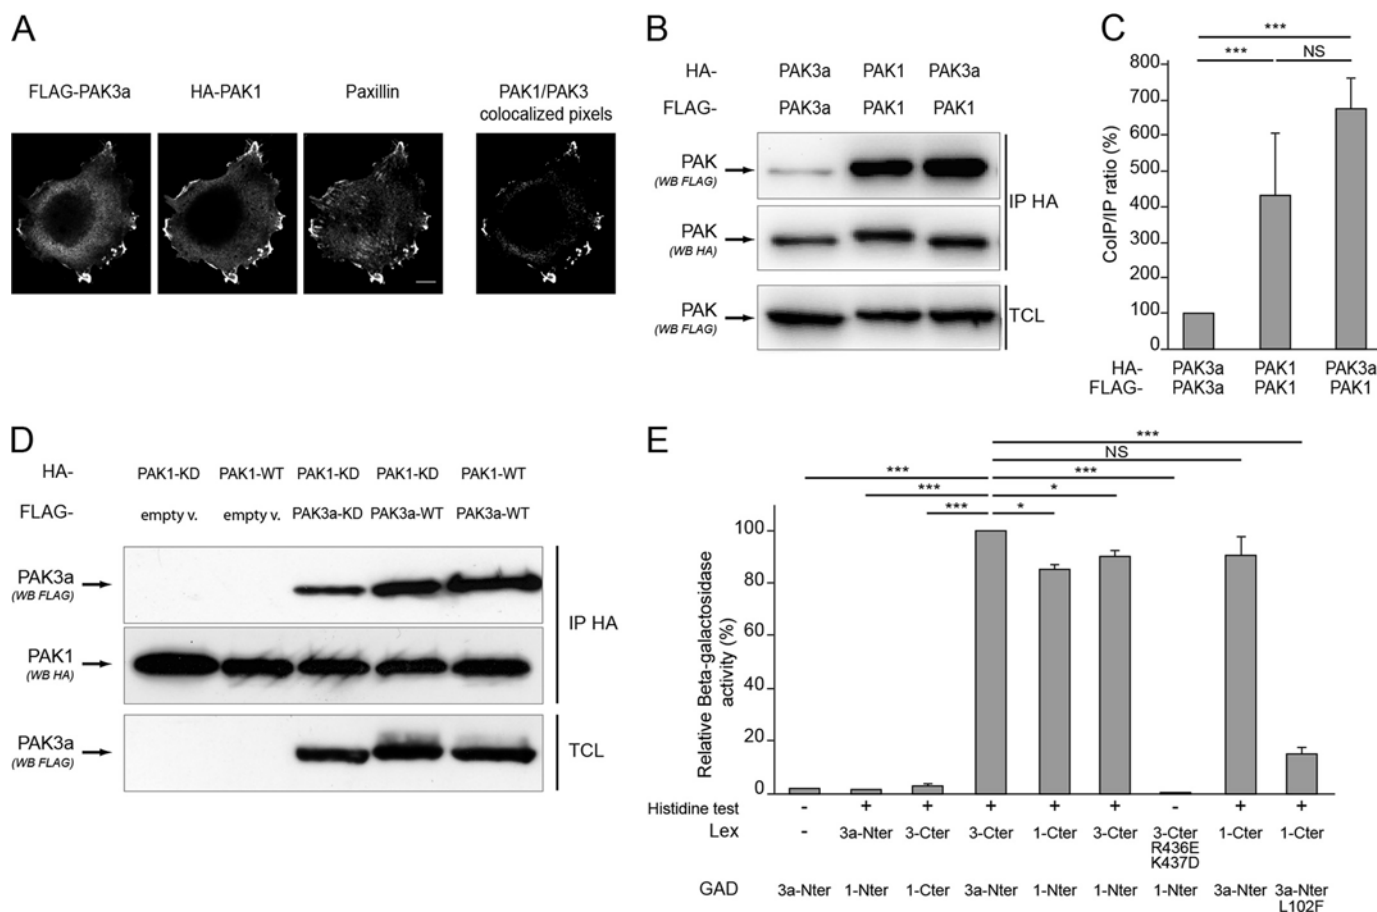 A
FLAG-PAK3a HA-PAK1 Paxillin PAK1/PAK3
colocalized pixels
B
HA- PAK3a PAK1 PAK3a
FLAG- PAK3a PAK1 PAK1
PAK
(WB FLAG)
PAK
(WB HA)
IP HA
PAK
(WB FLAG)
TCL
C
***
*** NS
800
700
600
400
300
200
100
80
CoIP/IP ratio (%)
HA- PAK3a PAK1 PAK3a
FLAG- PAK3a PAK1 PAK1
D
HA- PAK1-KD PAK1-WT PAK1-KD PAK1-KD PAK1-WT
FLAG- empty v. empty v. PAK3a-KD PAK3a-WT PAK3a-WT
PAK3a
(WB FLAG)
IP HA
PAK1
(WB HA)
PAK3a
(WB FLAG)
TCL
E
***
NS
*** ***
*** *
*** *
100
80
60
40
20
0
Relative Beta-galactosidase
activity (%)
Histidine test - + + + + + - + +
Lex - 3a-Nter 3-Cter 3-Cter 1-Cter 3-Cter 3-Cter 1-Cter 1-Cter
R436E
K437D
GAD 3a-Nter 1-Nter 1-Cter 3a-Nter 1-Nter 1-Nter 1-Nter 3a-Nter 3a-Nter
L102F